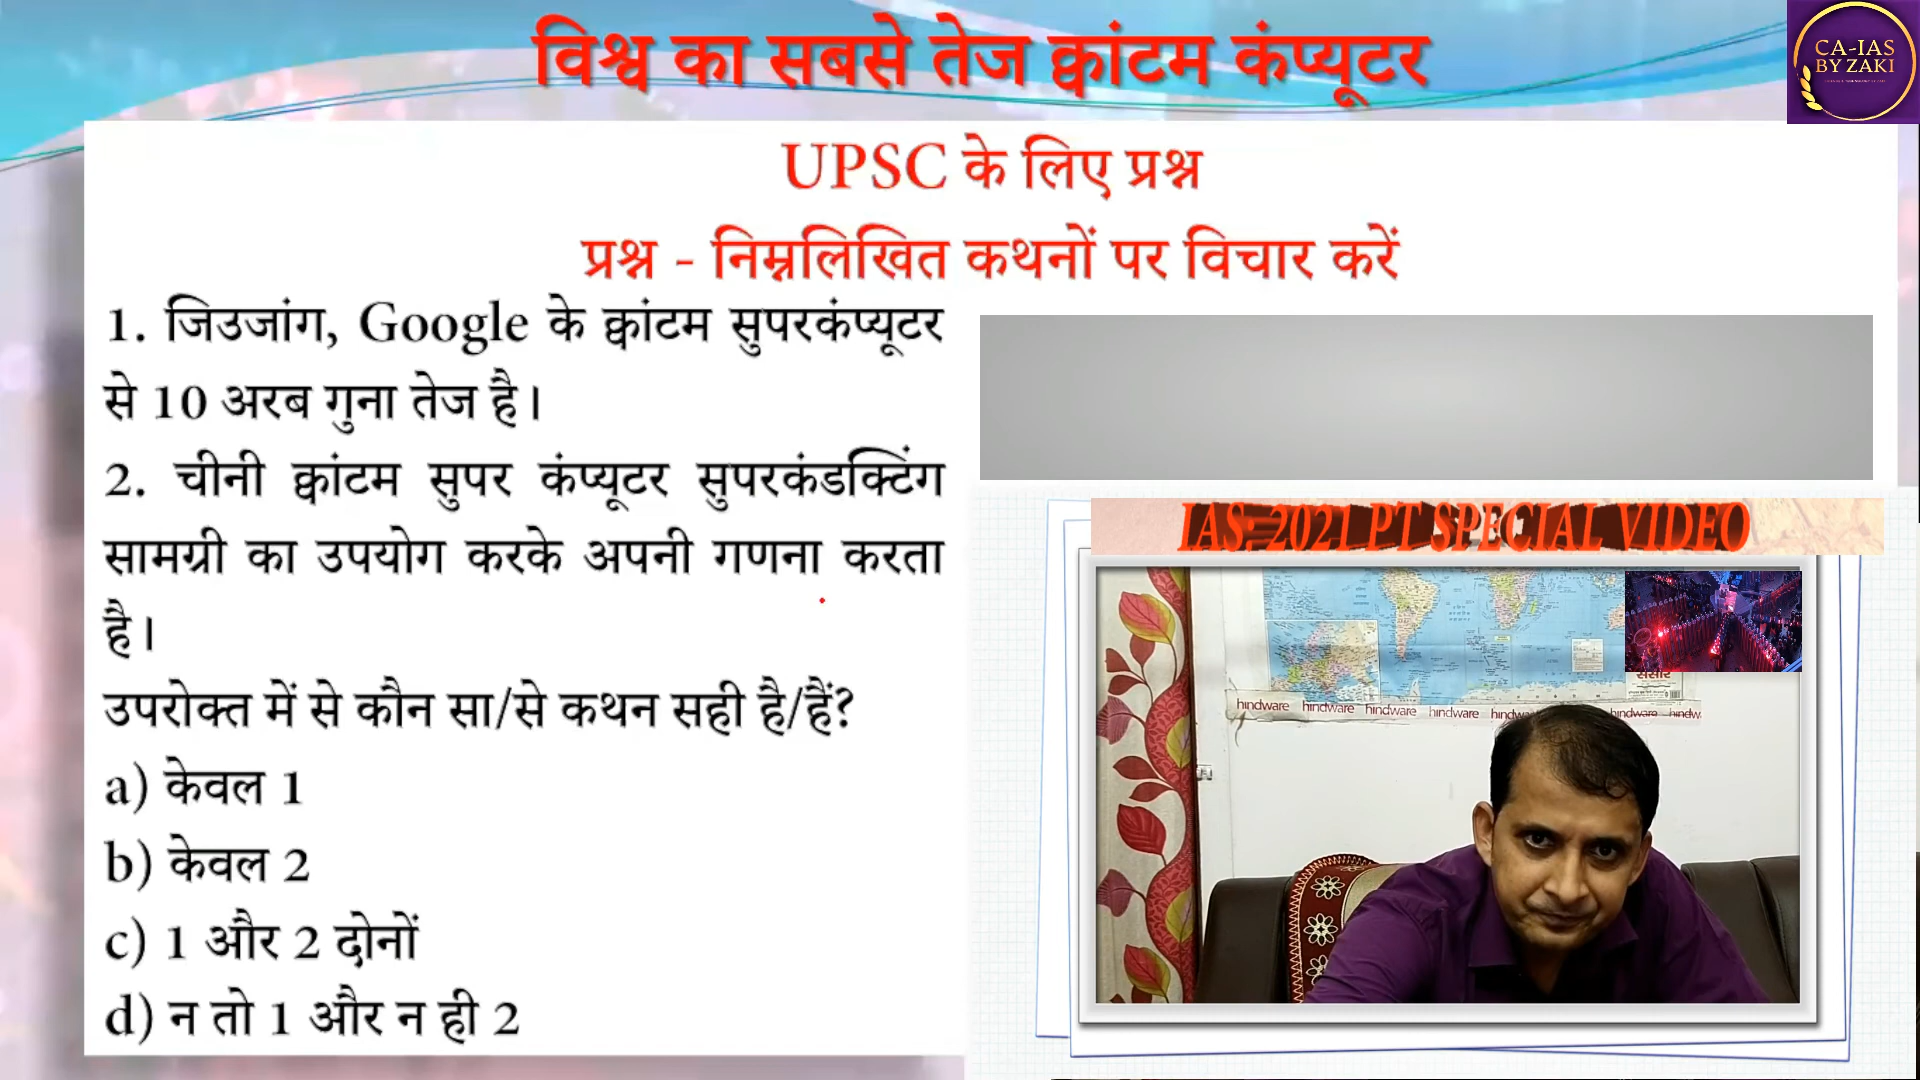 विश्व का सबसे तेज क्वांटम कंप्यूटर
CA-IAS
BY ZAKI
UPSC के लिए प्रश्न
प्रश्न - निम्नलिखित कथनों पर विचार करें
1. जिउजांग, Google के क्वांटम सुपरकंप्यूटर
से 10 अरब गुना तेज है।
2. चीनी क्वांटम सुपर कंप्यूटर सुपरकंडक्टिंग
सामग्री का उपयोग करके अपनी गणना करता
है।
उपरोक्त में से कौन सा/से कथन सही है/हैं?
a) केवल 1
b) केवल 2
c) 1 और 2 दोनों
d) न तो 1 और न ही 2
IAS- 2021 PT SPECIAL VIDEO
संसार
hindware hindware hindware hindware hindw hindware hindw